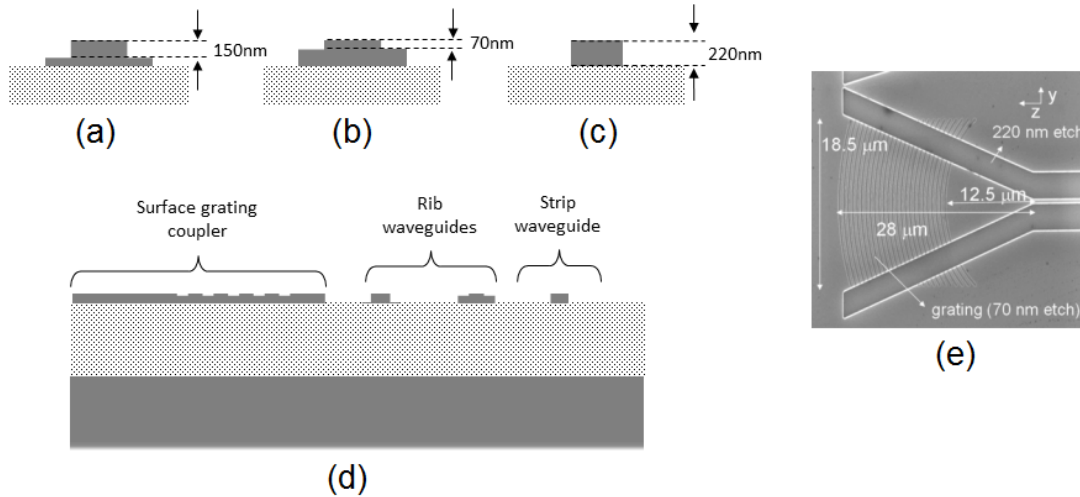 150nm
70nm
220nm
(a)
(b)
(c)
y
z
220 nm etch
18.5 μm
12.5 μm
28 μm
grating (70 nm etch)
(e)
Surface grating
coupler
Rib
waveguides
Strip
waveguide
(d)